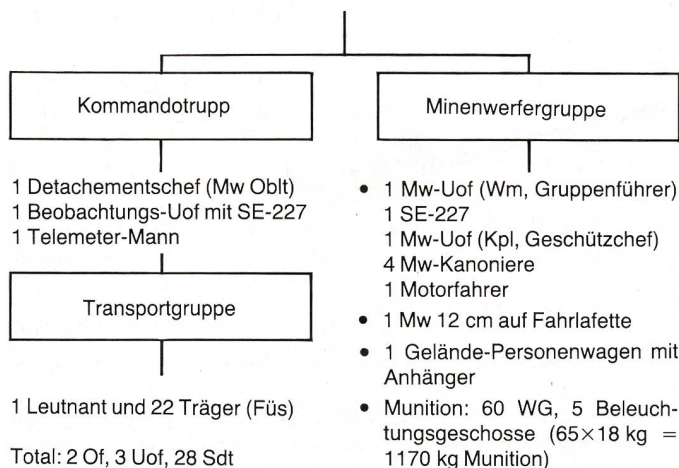 Kommandotrupp
1 Detachementschef (Mw Oblt)
1 Beobachtungs-Uof mit SE-227
1 Telemeter-Mann
Transportgruppe
1 Leutnant und 22 Träger (Füs)
Total: 2 Of, 3 Uof, 28 Sdt
Minenwerfergruppe
• 1 Mw-Uof (Wm, Gruppenführer)
1 SE-227
1 Mw-Uof (Kpl, Geschützchef)
4 Mw-Kanoniere
1 Motorfahrer
• 1 Mw 12 cm auf Fahrlafette
• 1 Gelände-Personenwagen mit
Anhänger
• Munition: 60 WG, 5 Beleuch-
tungsgeschosse (65×18 kg =
1170 kg Munition)